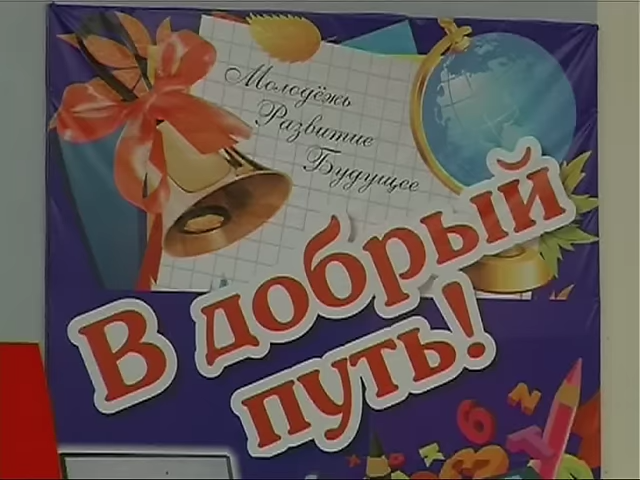 Молодёжь
Развитие
Будущее
В добрый
путь!